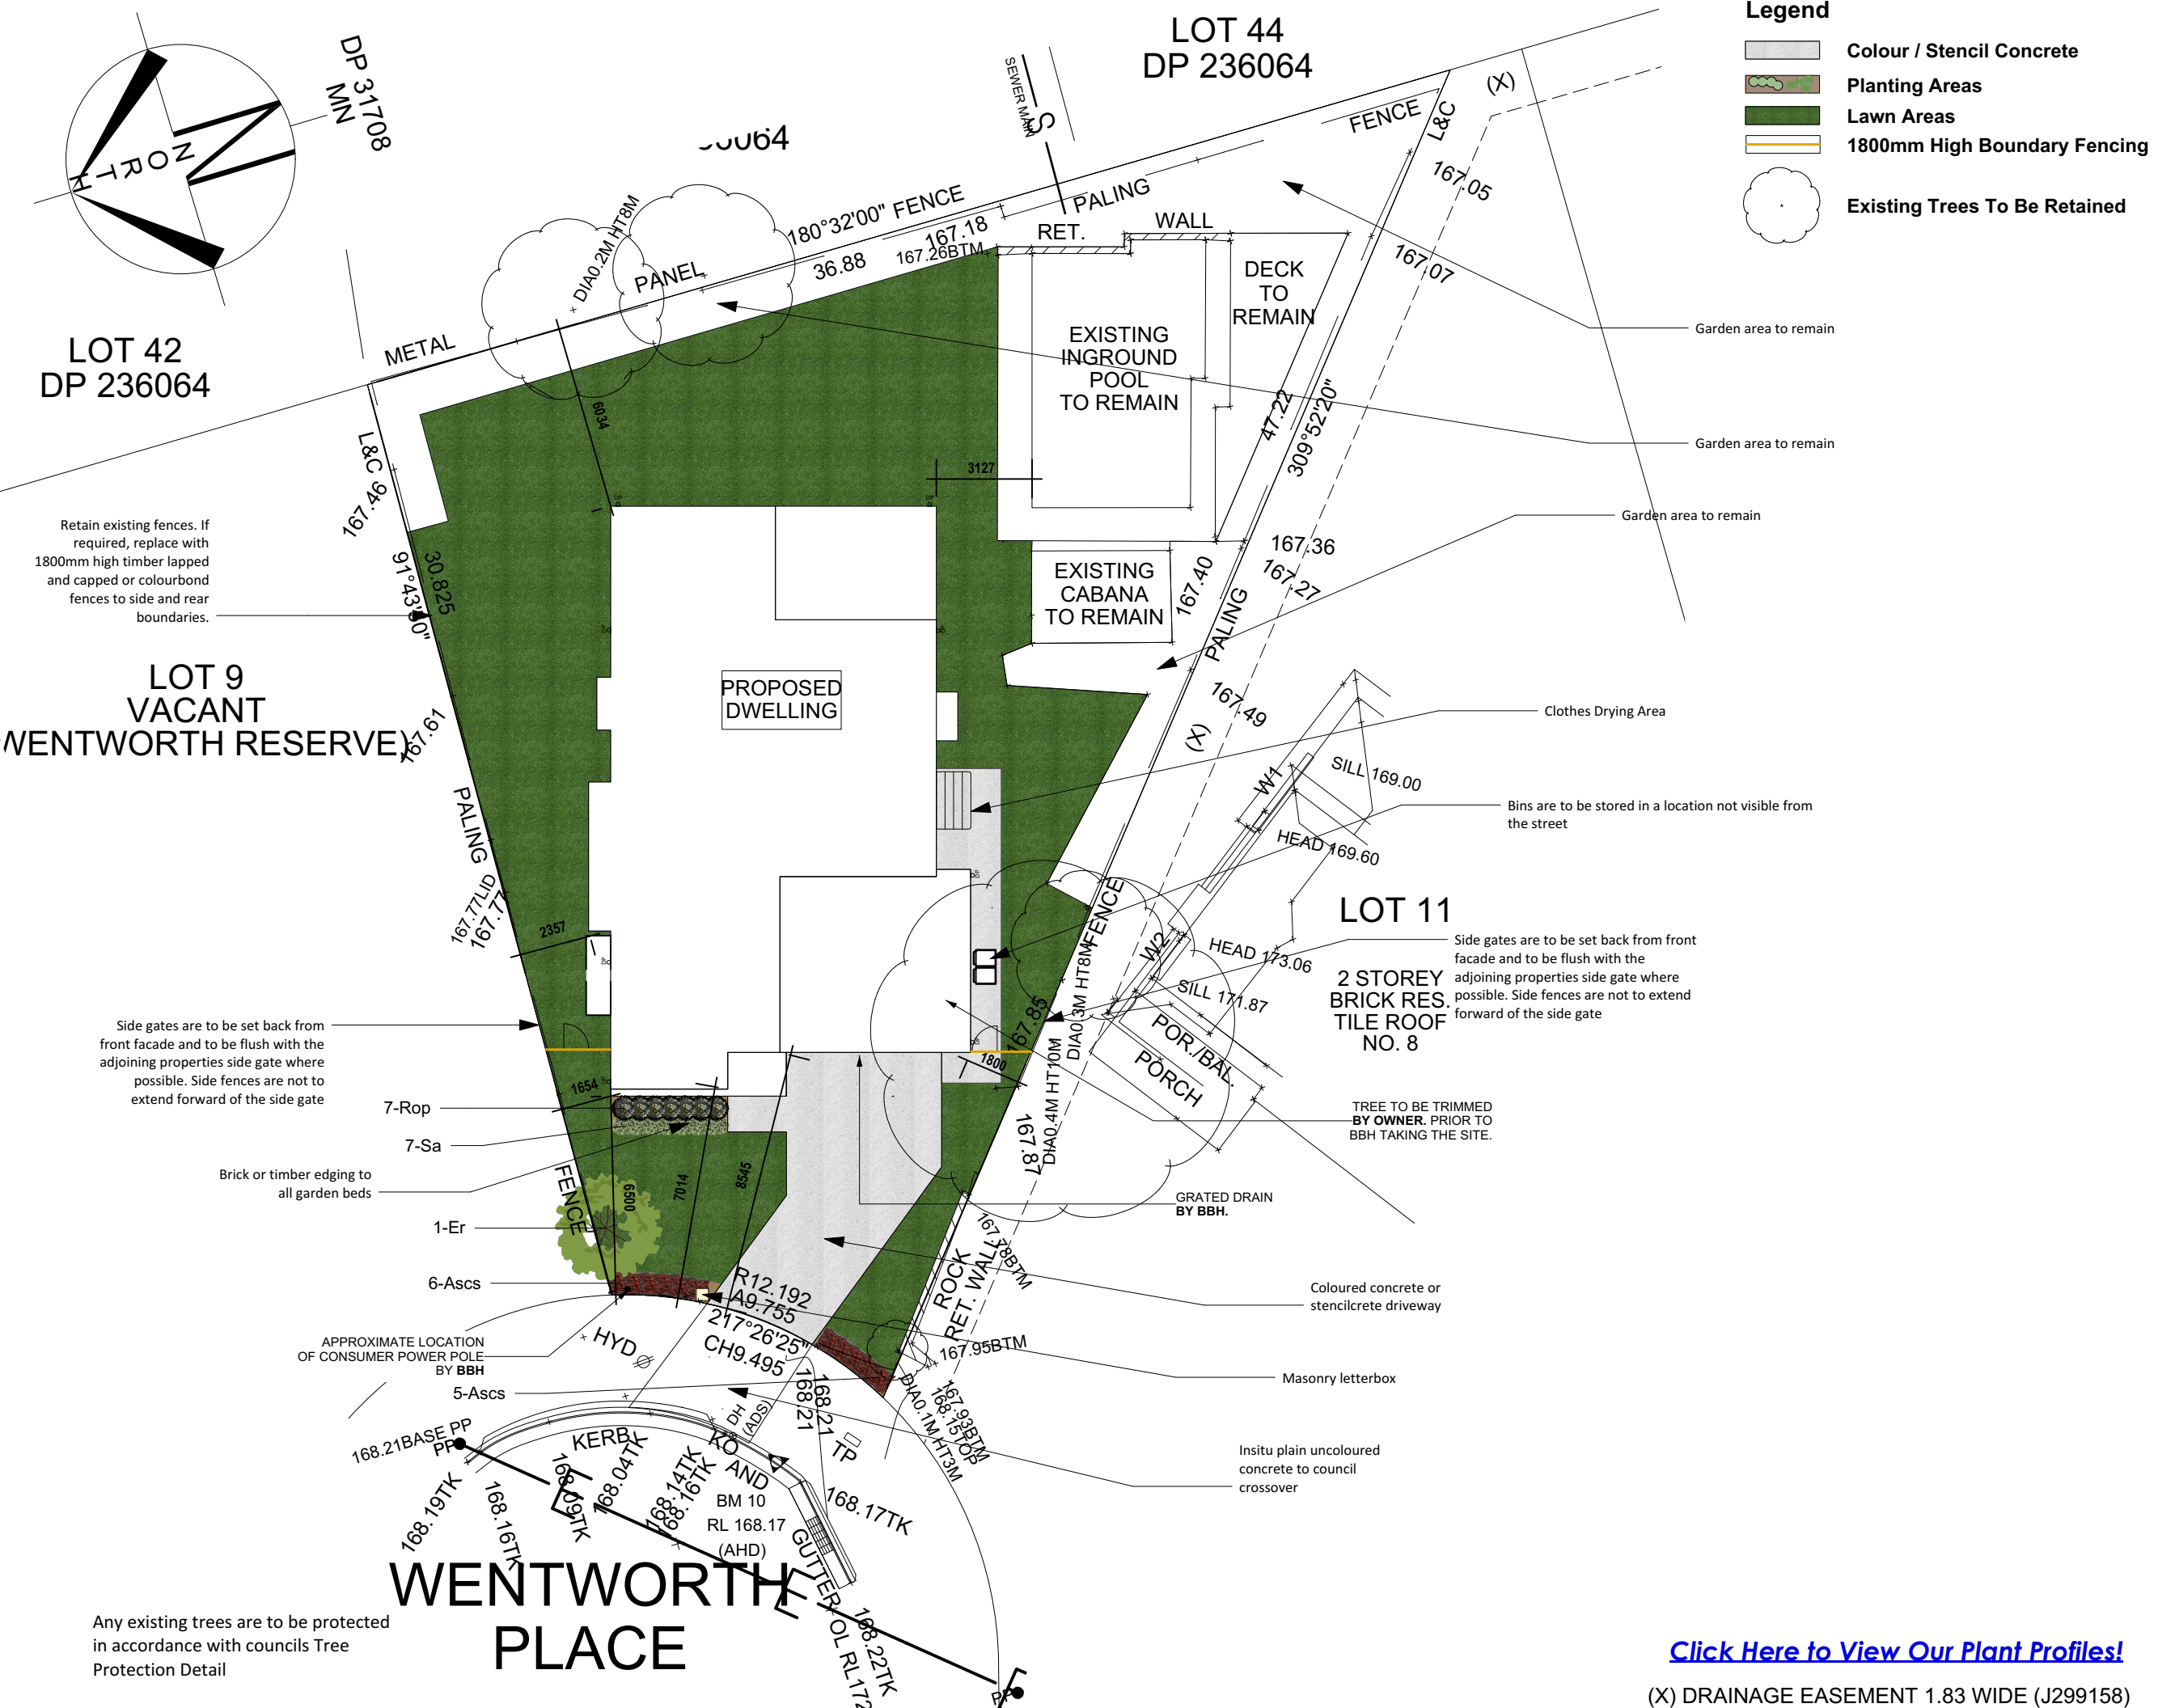 Legend
Colour / Stencil Concrete
Planting Areas
Lawn Areas
1800mm High Boundary Fencing
Existing Trees To Be Retained
NORTH
DP 31708
MN
LOT 44
DP 236064
SEWER MAIN
S
LOT 42
DP 236064
METAL
PANEL
180°32'00" FENCE
36.88
167.18
167.26BTM
DIA0.2M HT8M
PALING
FENCE
L&C
(X)
RET.
WALL
167.05
167.07
DECK
TO
REMAIN
EXISTING
INGROUND
POOL
TO REMAIN
6034
3127
47.22
309°52'20"
Garden area to remain
Garden area to remain
Garden area to remain
L&C
167.46
30.825
Retain existing fences. If
required, replace with
1800mm high timber lapped
and capped or colourbond
fences to side and rear
boundaries.
EXISTING
CABANA
TO REMAIN
167.40
167.36
167.27
PALING
167.49
(X)
LOT 9
VACANT
WENTWORTH RESERVE)
167.61
PALING
167.77LID
167.77
PROPOSED
DWELLING
Clothes Drying Area
W1
SILL 169.00
HEAD 169.60
Bins are to be stored in a location not visible from
the street
LOT 11
2 STOREY
BRICK RES.
TILE ROOF
NO. 8
Side gates are to be set back from front
facade and to be flush with the
adjoining properties side gate where
possible. Side fences are not to extend
forward of the side gate
FENCE
W2
HEAD 173.06
SILL 171.87
POR./BAL.
PORCH
DIA0.3M HT8M
DIA0.4M HT10M
167.85
167.87
2357
1654
1800
Side gates are to be set back from
front facade and to be flush with the
adjoining properties side gate where
possible. Side fences are not to
extend forward of the side gate
7-Rop
7-Sa
Brick or timber edging to
all garden beds
1-Er
6-Ascs
APPROXIMATE LOCATION
OF CONSUMER POWER POLE
BY BBH
5-Ascs
FENCE
6500
7014
8545
TREE TO BE TRIMMED
BY OWNER. PRIOR TO
BBH TAKING THE SITE.
GRATED DRAIN
BY BBH.
Coloured concrete or
stencilcrete driveway
Masonry letterbox
Insitu plain uncoloured
concrete to council
crossover
R12.192
A9.755
217°26'25"
CH9.495
ROCK
RET. WALL
167.78BTM
167.95BTM
167.93BTM
168.15TOP
DIA0.1M HT3M
HYD
168.21
168.21
DH
(ADS)
TP
168.21BASE PP
PP
KERB
KO
AND
GUTTER
168.19TK
168.16TK
168.09TK
168.04TK
168.14TK
168.16TK
168.17TK
168.22TK
BM 10
RL 168.17
(AHD)
E
E
OL RL172
WENTWORTH
PLACE
PP
Any existing trees are to be protected
in accordance with councils Tree
Protection Detail
Click Here to View Our Plant Profiles!
(X) DRAINAGE EASEMENT 1.83 WIDE (J299158)